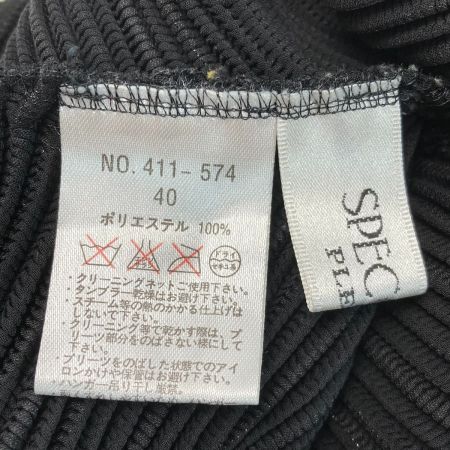 NO. 411- 574
40
ポリエステル 100%
ドライ
・クリーニングネットご使用下さい。
・タンブラー乾燥はお避け下さい。
・スチーム等の熱のかかる仕上げは
しないで下さい。
・クリーニング等で乾かす際は、プ
リーツ部分をのばさない様にして
下さい。
・プリーツをのばした状態でのアイ
ロンかけや保管はお避け下さい。
・ハンガー吊り干し厳禁。
SPEC
PLE